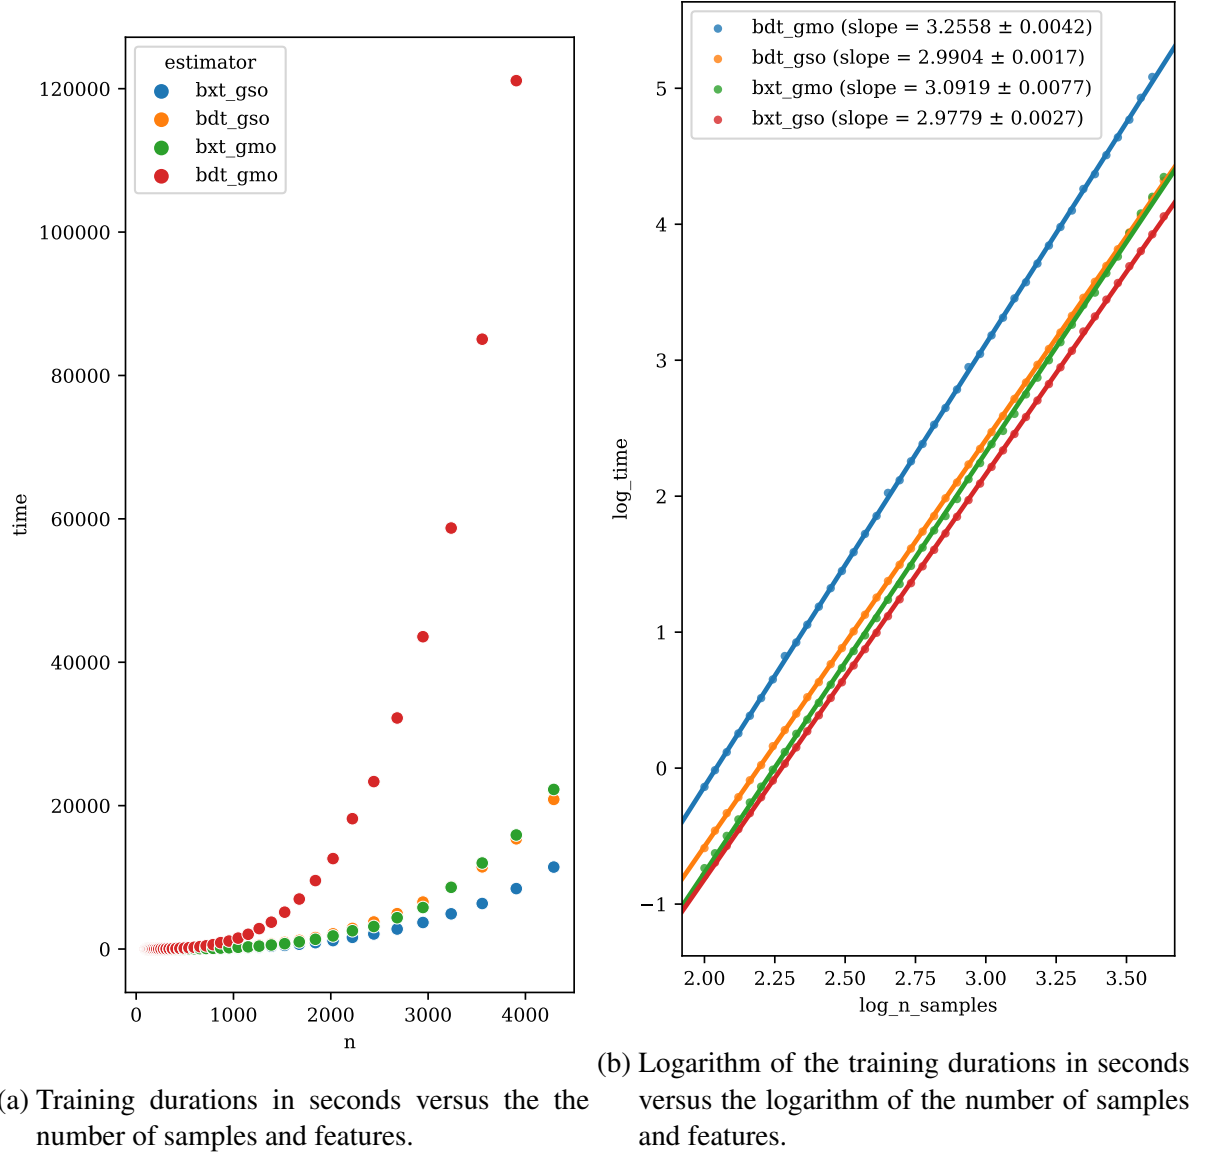 estimator
bxt_gso
bdt_gso
bxt_gmo
bdt_gmo
120000
100000
80000
60000
40000
20000
0
time
0 1000 2000 3000 4000
n
(a) Training durations in seconds versus the the
number of samples and features.
bdt_gmo (slope = 3.2558 ± 0.0042)
bdt_gso (slope = 2.9904 ± 0.0017)
bxt_gmo (slope = 3.0919 ± 0.0077)
bxt_gso (slope = 2.9779 ± 0.0027)
5
4
3
2
1
0
−1
log_time
2.00 2.25 2.50 2.75 3.00 3.25 3.50
log_n_samples
(b) Logarithm of the training durations in seconds
versus the logarithm of the number of samples
and features.